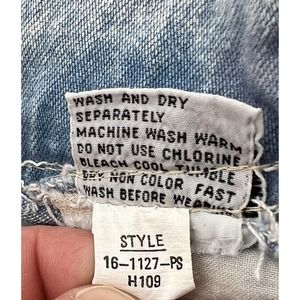 WASH AND DRY
SEPARATELY
MACHINE WASH WARM
DO NOT USE CHLORINE
BLEACH COOL TUMBLE
DRY NON COLOR FAST
WASH BEFORE WEARING
STYLE
16-1127-PS
H109